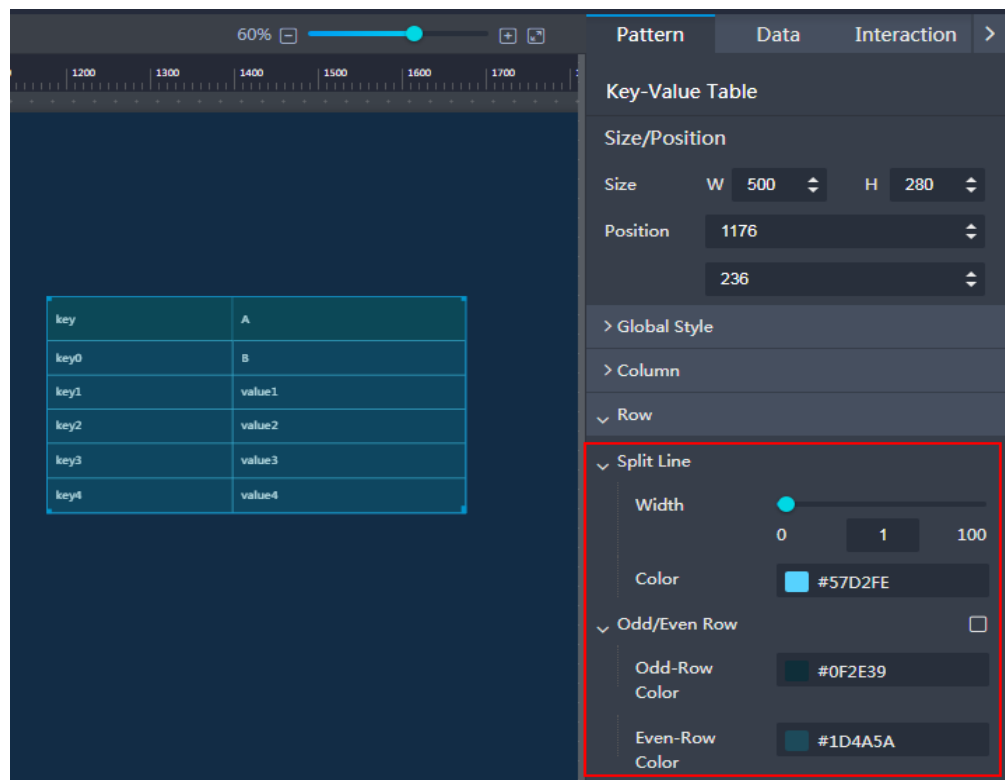 60%
Pattern Data Interaction
1200 1300 1400 1500 1600 1700
Key-Value Table
Size/Position
Size W 500 H 280
Position 1176
236
key A
key0 B
key1 value1
key2 value2
key3 value3
key4 value4
Global Style
Column
Row
Split Line
Width
0 1 100
Color #57D2FE
Odd/Even Row
Odd-Row
Color
#0F2E39
Even-Row
Color
#1D4A5A